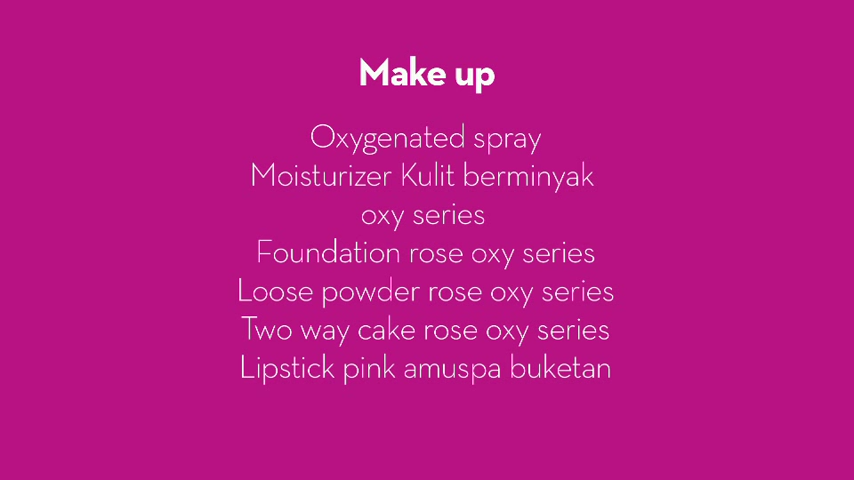 Make up
Oxygenated spray
Moisturizer Kulit berminyak
oxy series
Foundation rose oxy series
Loose powder rose oxy series
Two way cake rose oxy series
Lipstick pink amuspa buketan